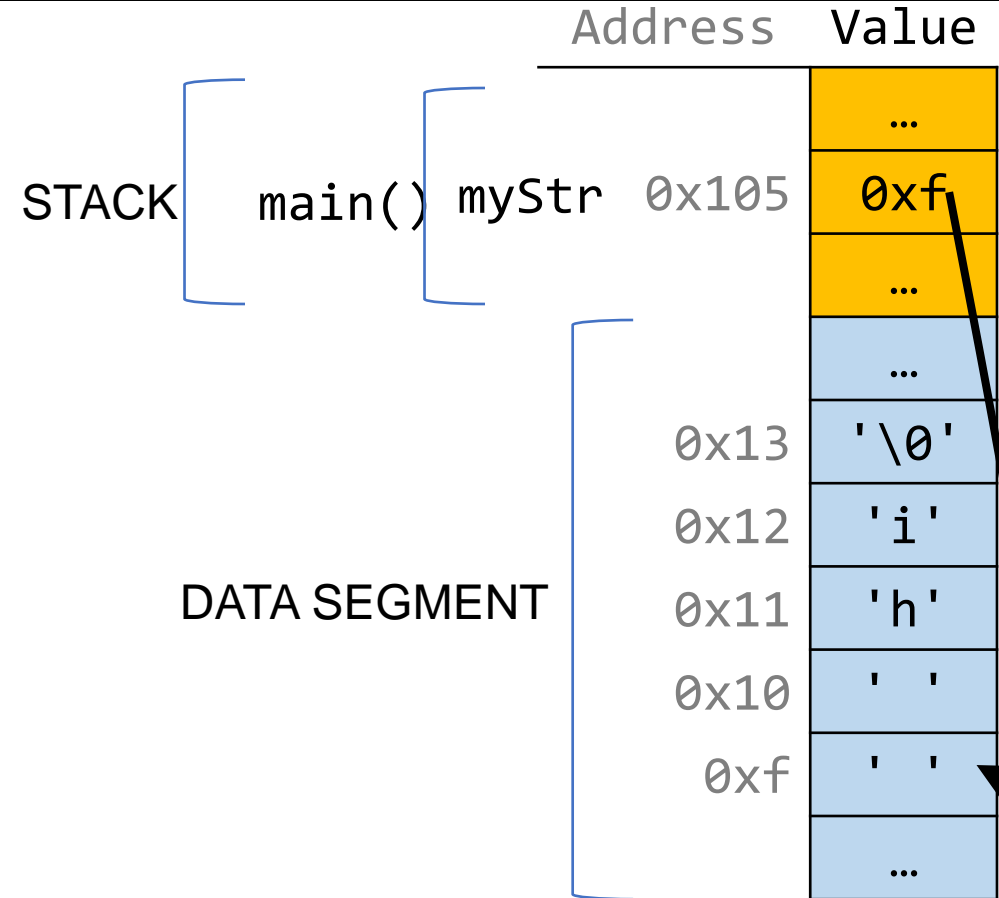 Address Value
…
STACK main() myStr 0x105 0xf
…
…
0x13 '\0'
0x12 'i'
DATA SEGMENT 0x11 'h'
0x10 ' '
0xf ' '
…